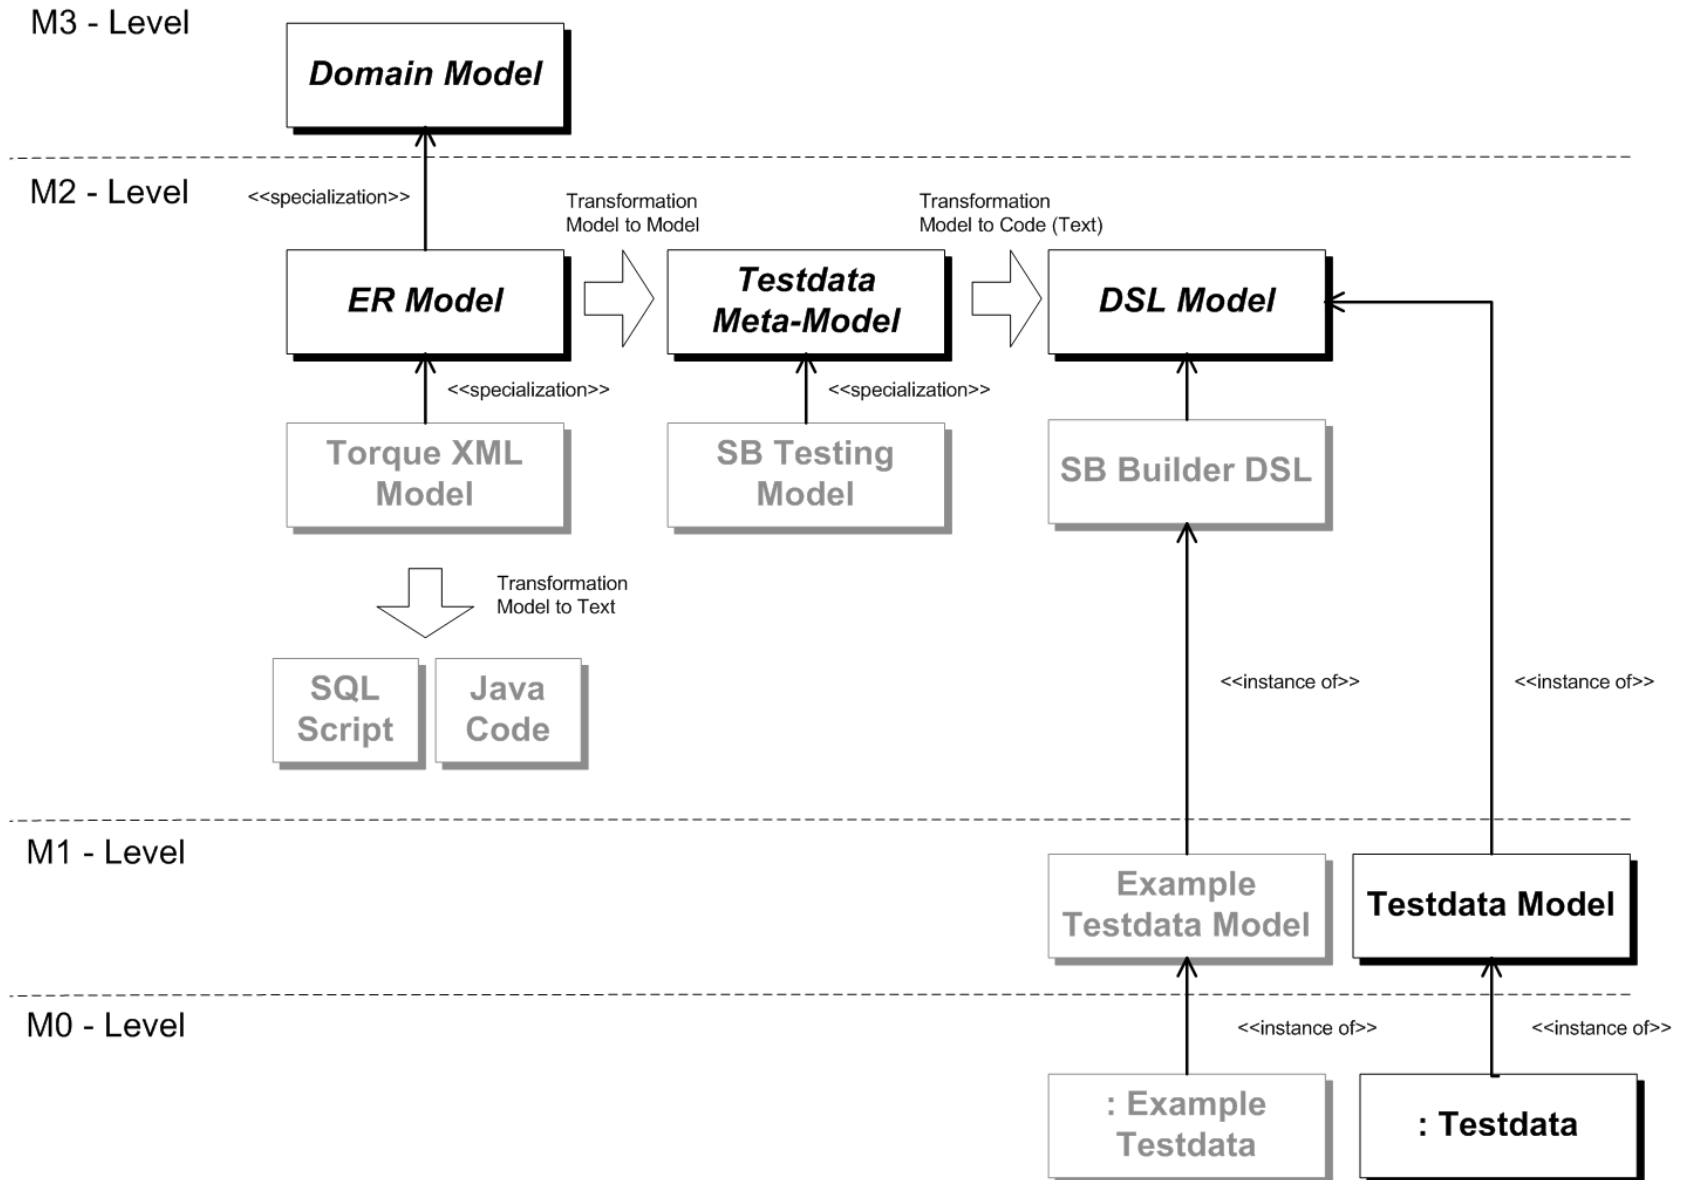 M3 - Level
Domain Model
M2 - Level
<<specialization>>
Transformation
Model to Model
Transformation
Model to Code (Text)
ER Model
Testdata
Meta-Model
DSL Model
<<specialization>>
<<specialization>>
Torque XML
Model
SB Testing
Model
SB Builder DSL
Transformation
Model to Text
SQL
Script
Java
Code
<<instance of>>
<<instance of>>
M1 - Level
Example
Testdata Model
Testdata Model
M0 - Level
<<instance of>>
<<instance of>>
: Example
Testdata
: Testdata